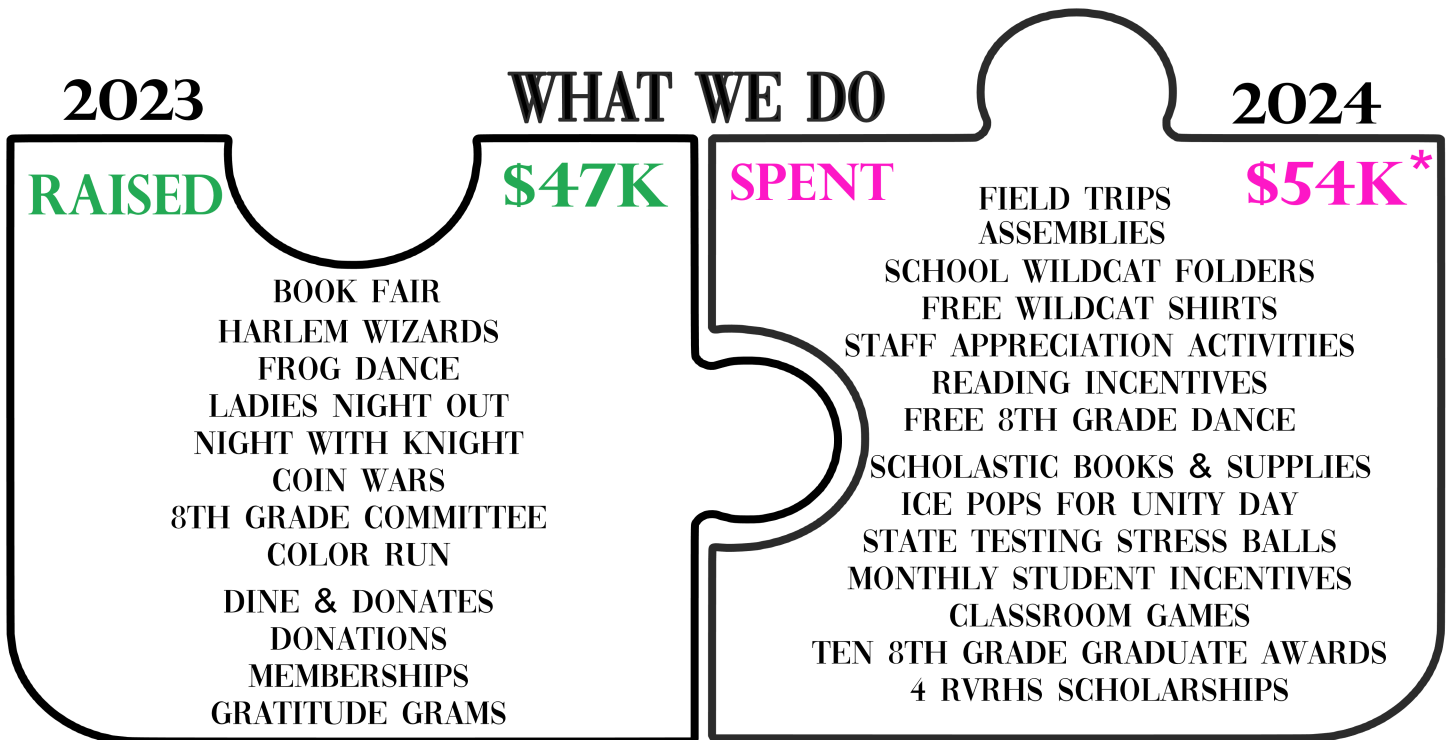 2023
WHAT WE DO
2024
RAISED
$47K
BOOK FAIR
HARLEM WIZARDS
FROG DANCE
LADIES NIGHT OUT
NIGHT WITH KNIGHT
COIN WARS
8TH GRADE COMMITTEE
COLOR RUN
DINE & DONATES
DONATIONS
MEMBERSHIPS
GRATITUDE GRAMS
SPENT
$54K*
FIELD TRIPS
ASSEMBLIES
SCHOOL WILDCAT FOLDERS
FREE WILDCAT SHIRTS
STAFF APPRECIATION ACTIVITIES
READING INCENTIVES
FREE 8TH GRADE DANCE
SCHOLASTIC BOOKS & SUPPLIES
ICE POPS FOR UNITY DAY
STATE TESTING STRESS BALLS
MONTHLY STUDENT INCENTIVES
CLASSROOM GAMES
TEN 8TH GRADE GRADUATE AWARDS
4 RVRHS SCHOLARSHIPS